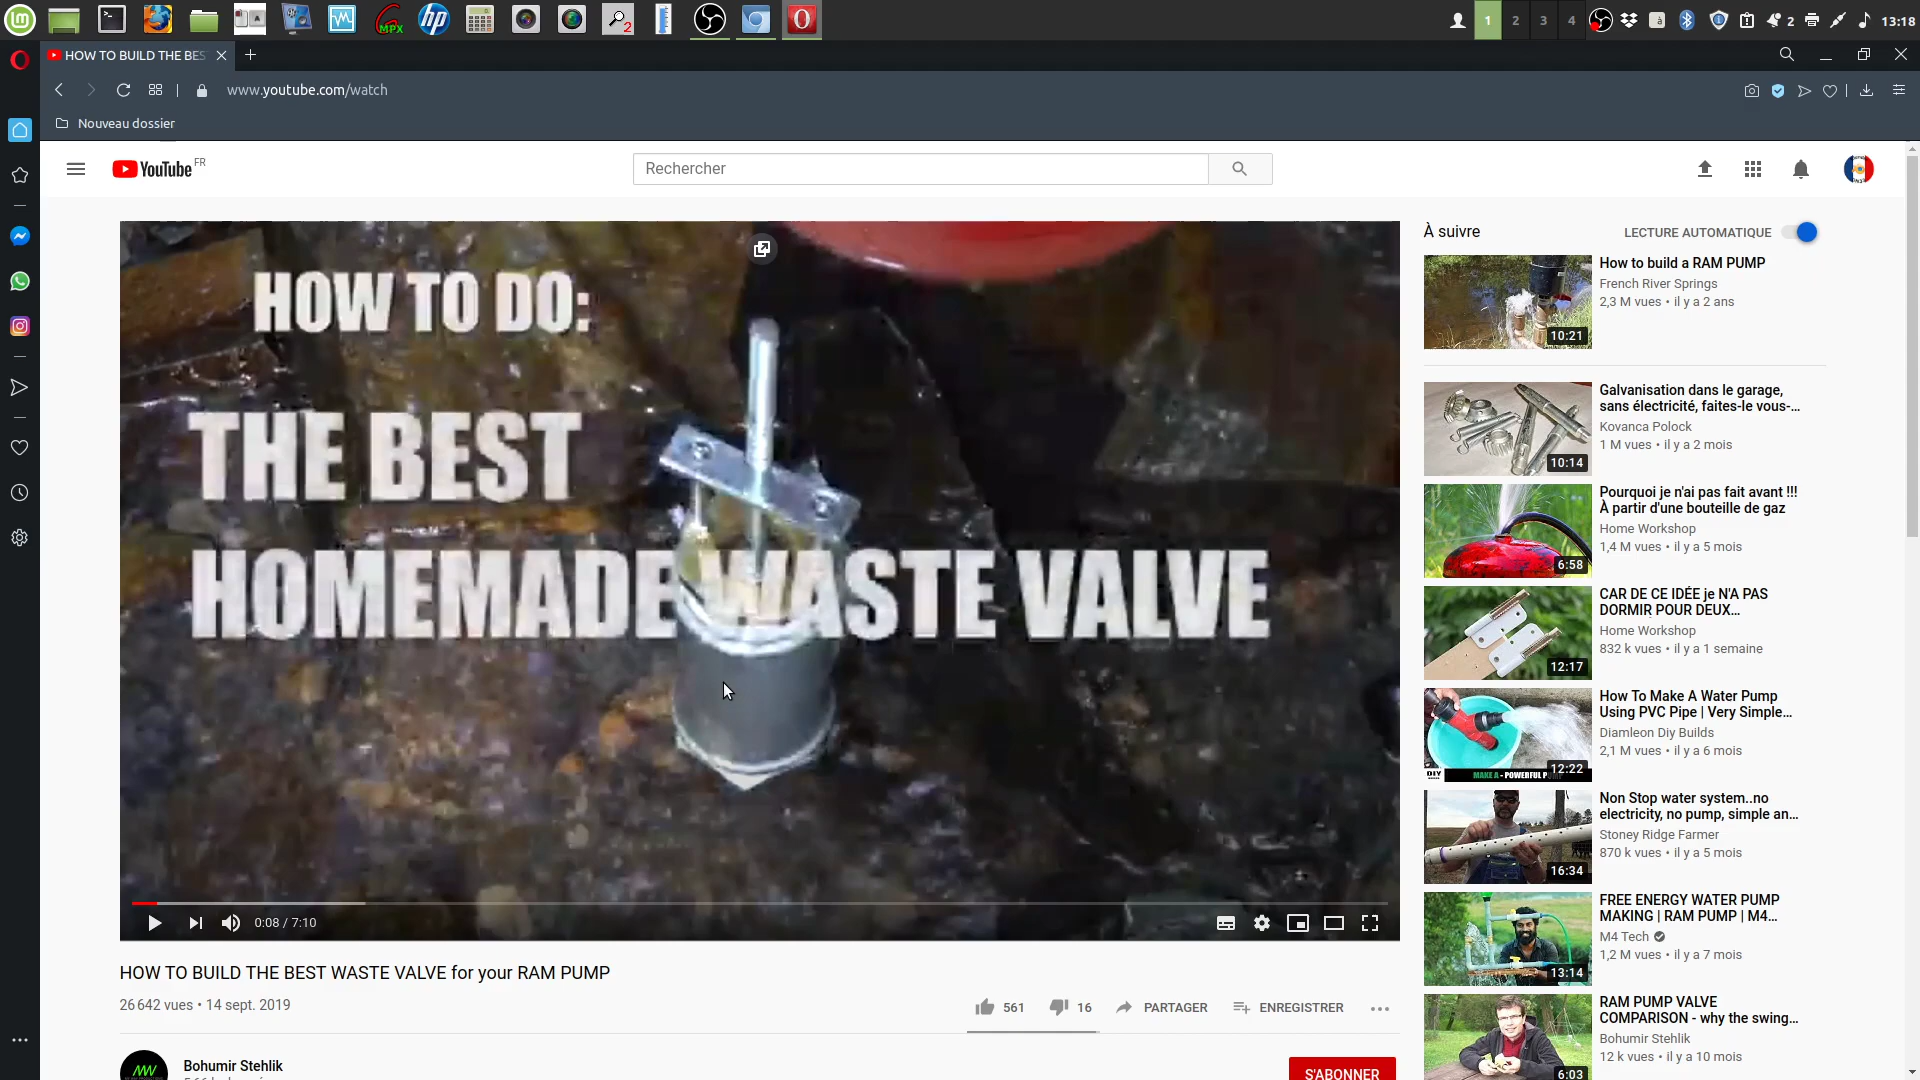 MPX
2
1
2
3
4
à
2
13:18
HOW TO BUILD THE BES
www.youtube.com/watch
Nouveau dossier
YouTube FR
Rechercher
HOW TO DO:
THE BEST
HOMEMADE WASTE VALVE
0:08 / 7:10
HOW TO BUILD THE BEST WASTE VALVE for your RAM PUMP
26 642 vues • 14 sept. 2019
561
16
PARTAGER
ENREGISTRER
Bohumir Stehlik
S'ABONNER
À suivre
LECTURE AUTOMATIQUE
How to build a RAM PUMP
French River Springs
2,3 M vues • il y a 2 ans
10:21
Galvanisation dans le garage,
sans électricité, faites-le vous-...
Kovanca Polock
1 M vues • il y a 2 mois
10:14
Pourquoi je n'ai pas fait avant !!!
À partir d'une bouteille de gaz
Home Workshop
1,4 M vues • il y a 5 mois
6:58
CAR DE CE IDÉE je N'A PAS
DORMIR POUR DEUX...
Home Workshop
832 k vues • il y a 1 semaine
12:17
How To Make A Water Pump
Using PVC Pipe | Very Simple...
Diamleon Diy Builds
2,1 M vues • il y a 6 mois
DIY
MAKE A - POWERFUL
12:22
Non Stop water system..no
electricity, no pump, simple an...
Stoney Ridge Farmer
870 k vues • il y a 5 mois
16:34
FREE ENERGY WATER PUMP
MAKING | RAM PUMP | M4...
M4 Tech
1,2 M vues • il y a 7 mois
13:14
RAM PUMP VALVE
COMPARISON - why the swing...
Bohumir Stehlik
12 k vues • il y a 10 mois
6:03